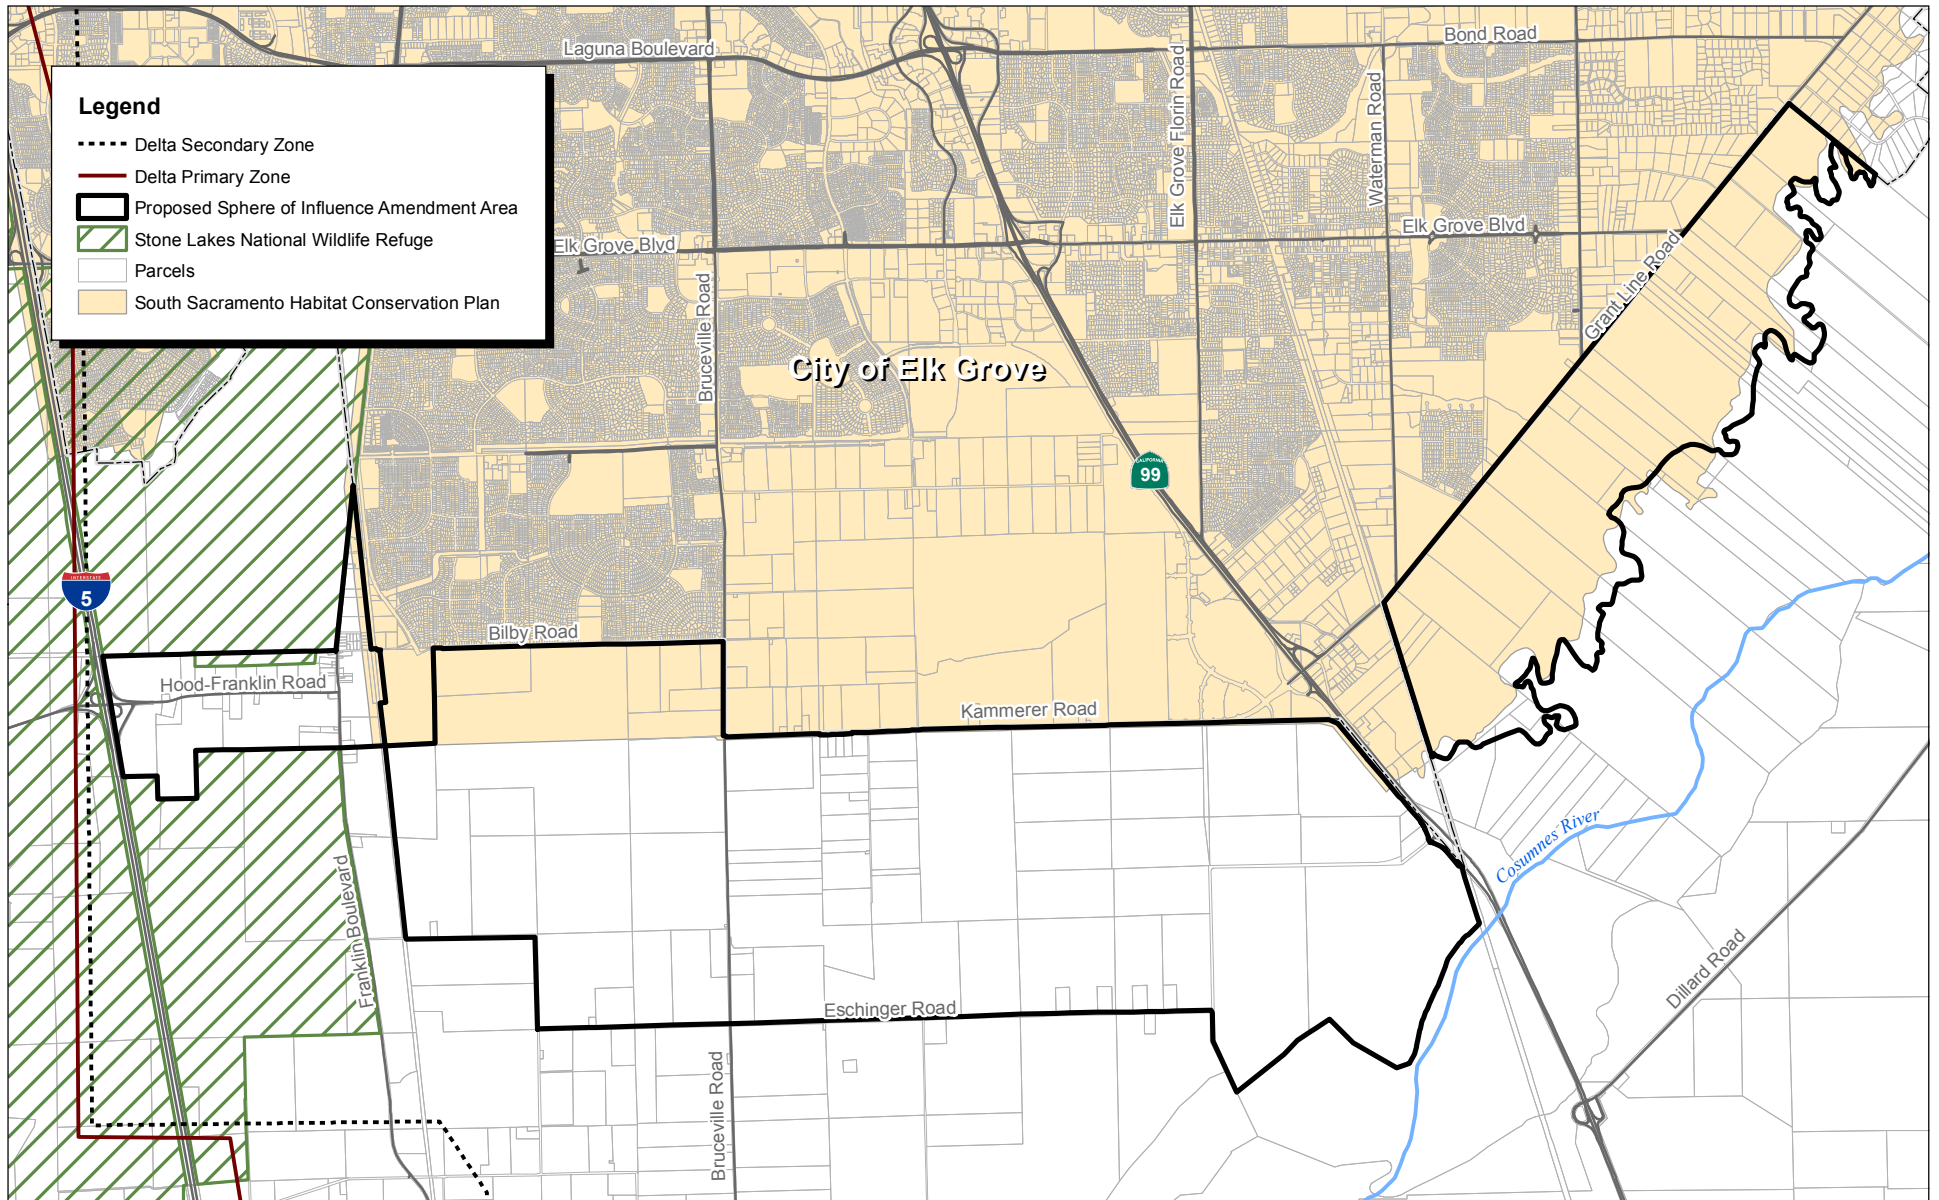 Laguna Boulevard
Bond Road
Elk Grove Florin Road
Waterman Road
Legend
Delta Secondary Zone
Delta Primary Zone
Proposed Sphere of Influence Amendment Area
Stone Lakes National Wildlife Refuge
Parcels
South Sacramento Habitat Conservation Plan
Elk Grove Blvd
Elk Grove Blvd
Grant Line Road
Bruceville Road
City of Elk Grove
CALIFORNIA
99
INTERSTATE
5
Bilby Road
Hood-Franklin Road
Kammerer Road
Cosumnes River
Franklin Boulevard
Dillard Road
Eschinger Road
Bruceville Road